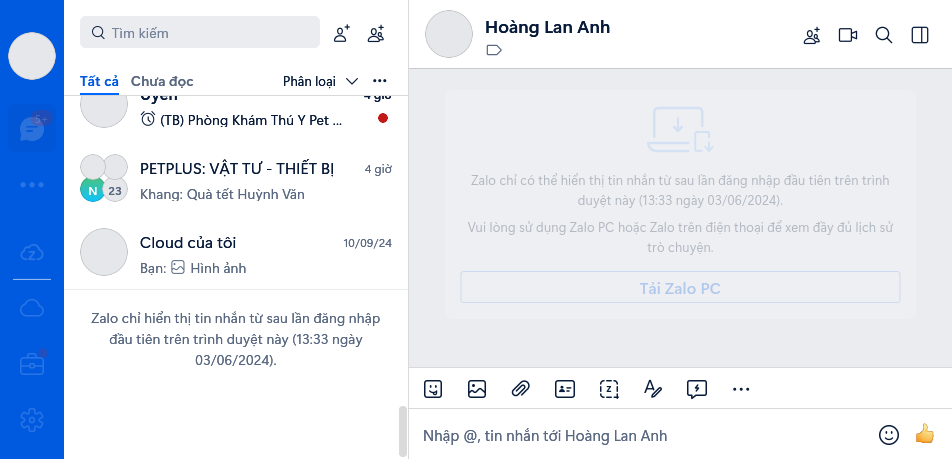 Tìm kiếm
Tất cả
Chưa đọc
Phân loại
Uyên
4 giờ
(TB) Phòng Khám Thú Y Pet ...
PETPLUS: VẬT TƯ - THIẾT BỊ
4 giờ
N
23
Khang: Quà tết Huỳnh Văn
Cloud của tôi
10/09/24
Bạn: Hình ảnh
Zalo chỉ hiển thị tin nhắn từ sau lần đăng nhập
đầu tiên trên trình duyệt này (13:33 ngày
03/06/2024).
5+
Z
Hoàng Lan Anh
Zalo chỉ có thể hiển thị tin nhắn từ sau lần đăng nhập đầu tiên trên trình
duyệt này (13:33 ngày 03/06/2024).
Vui lòng sử dụng Zalo PC hoặc Zalo trên điện thoại để xem đầy đủ lịch sử
trò chuyện.
Tải Zalo PC
Nhập @, tin nhắn tới Hoàng Lan Anh